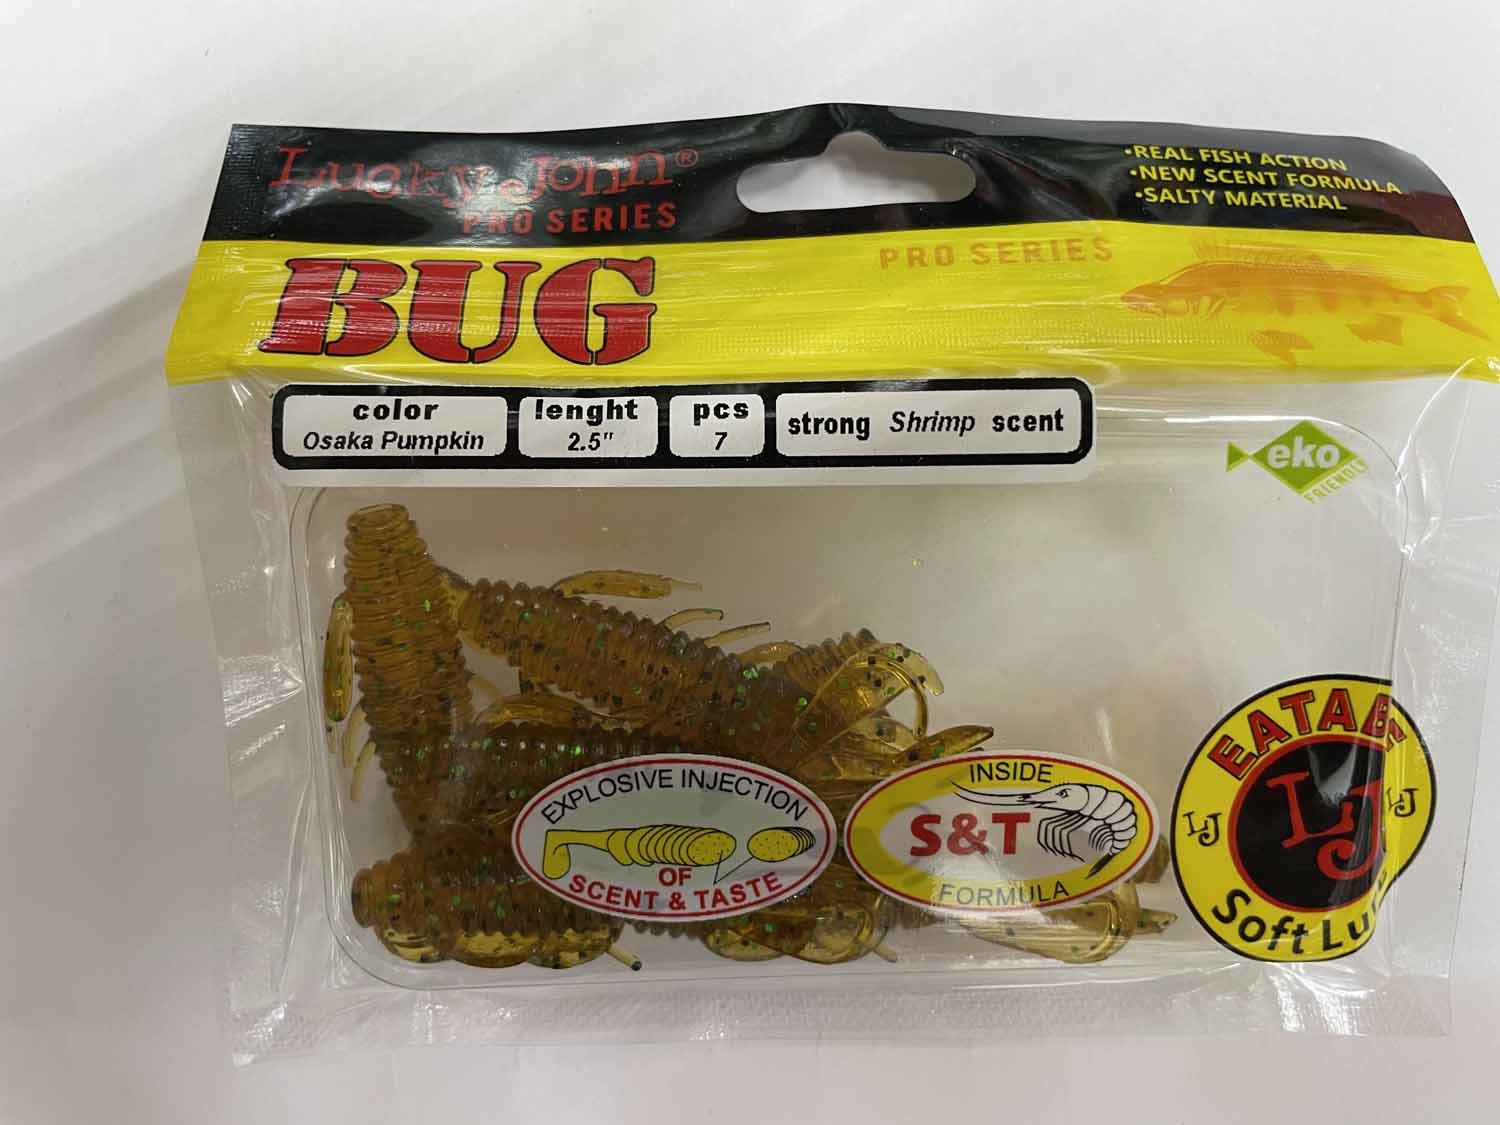 Lucky John®
PRO SERIES
•REAL FISH ACTION
•NEW SCENT FORMULA
•SALTY MATERIAL
BUG
PRO SERIES
color
Osaka Pumpkin
lenght
2.5"
pcs
7
strong Shrimp scent
eko
FRIENDLY
EXPLOSIVE INJECTION
OF
SCENT & TASTE
INSIDE
S&T
FORMULA
LJ
LJ
LJ
Soft